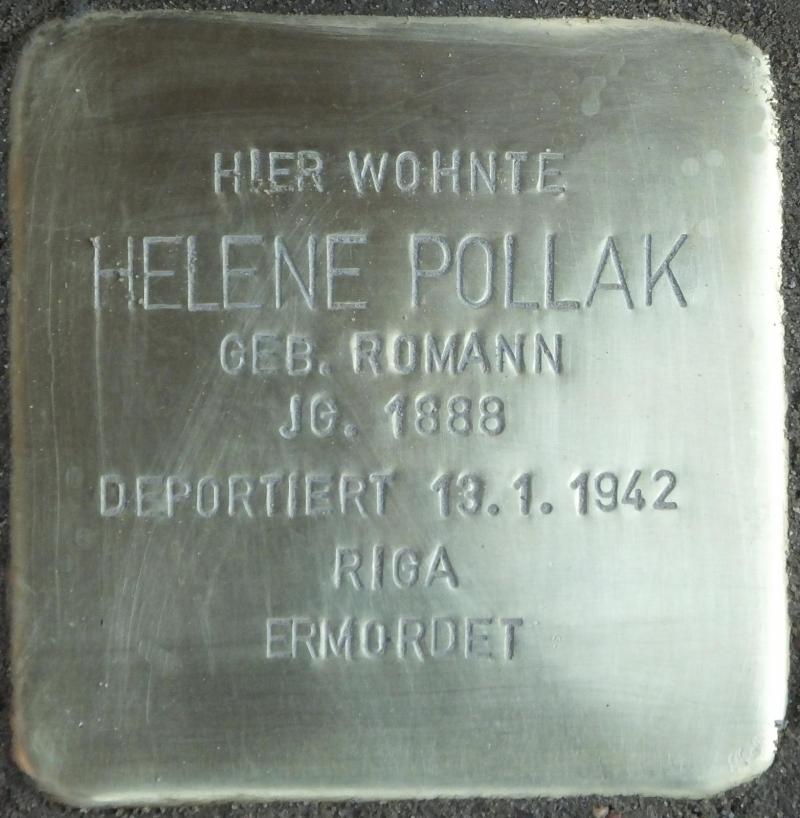 HIER WOHNTE
HELENE POLLAK
GEB. ROMANN
JG. 1888
DEPORTIERT 13.1.1942
RIGA
ERMORDET